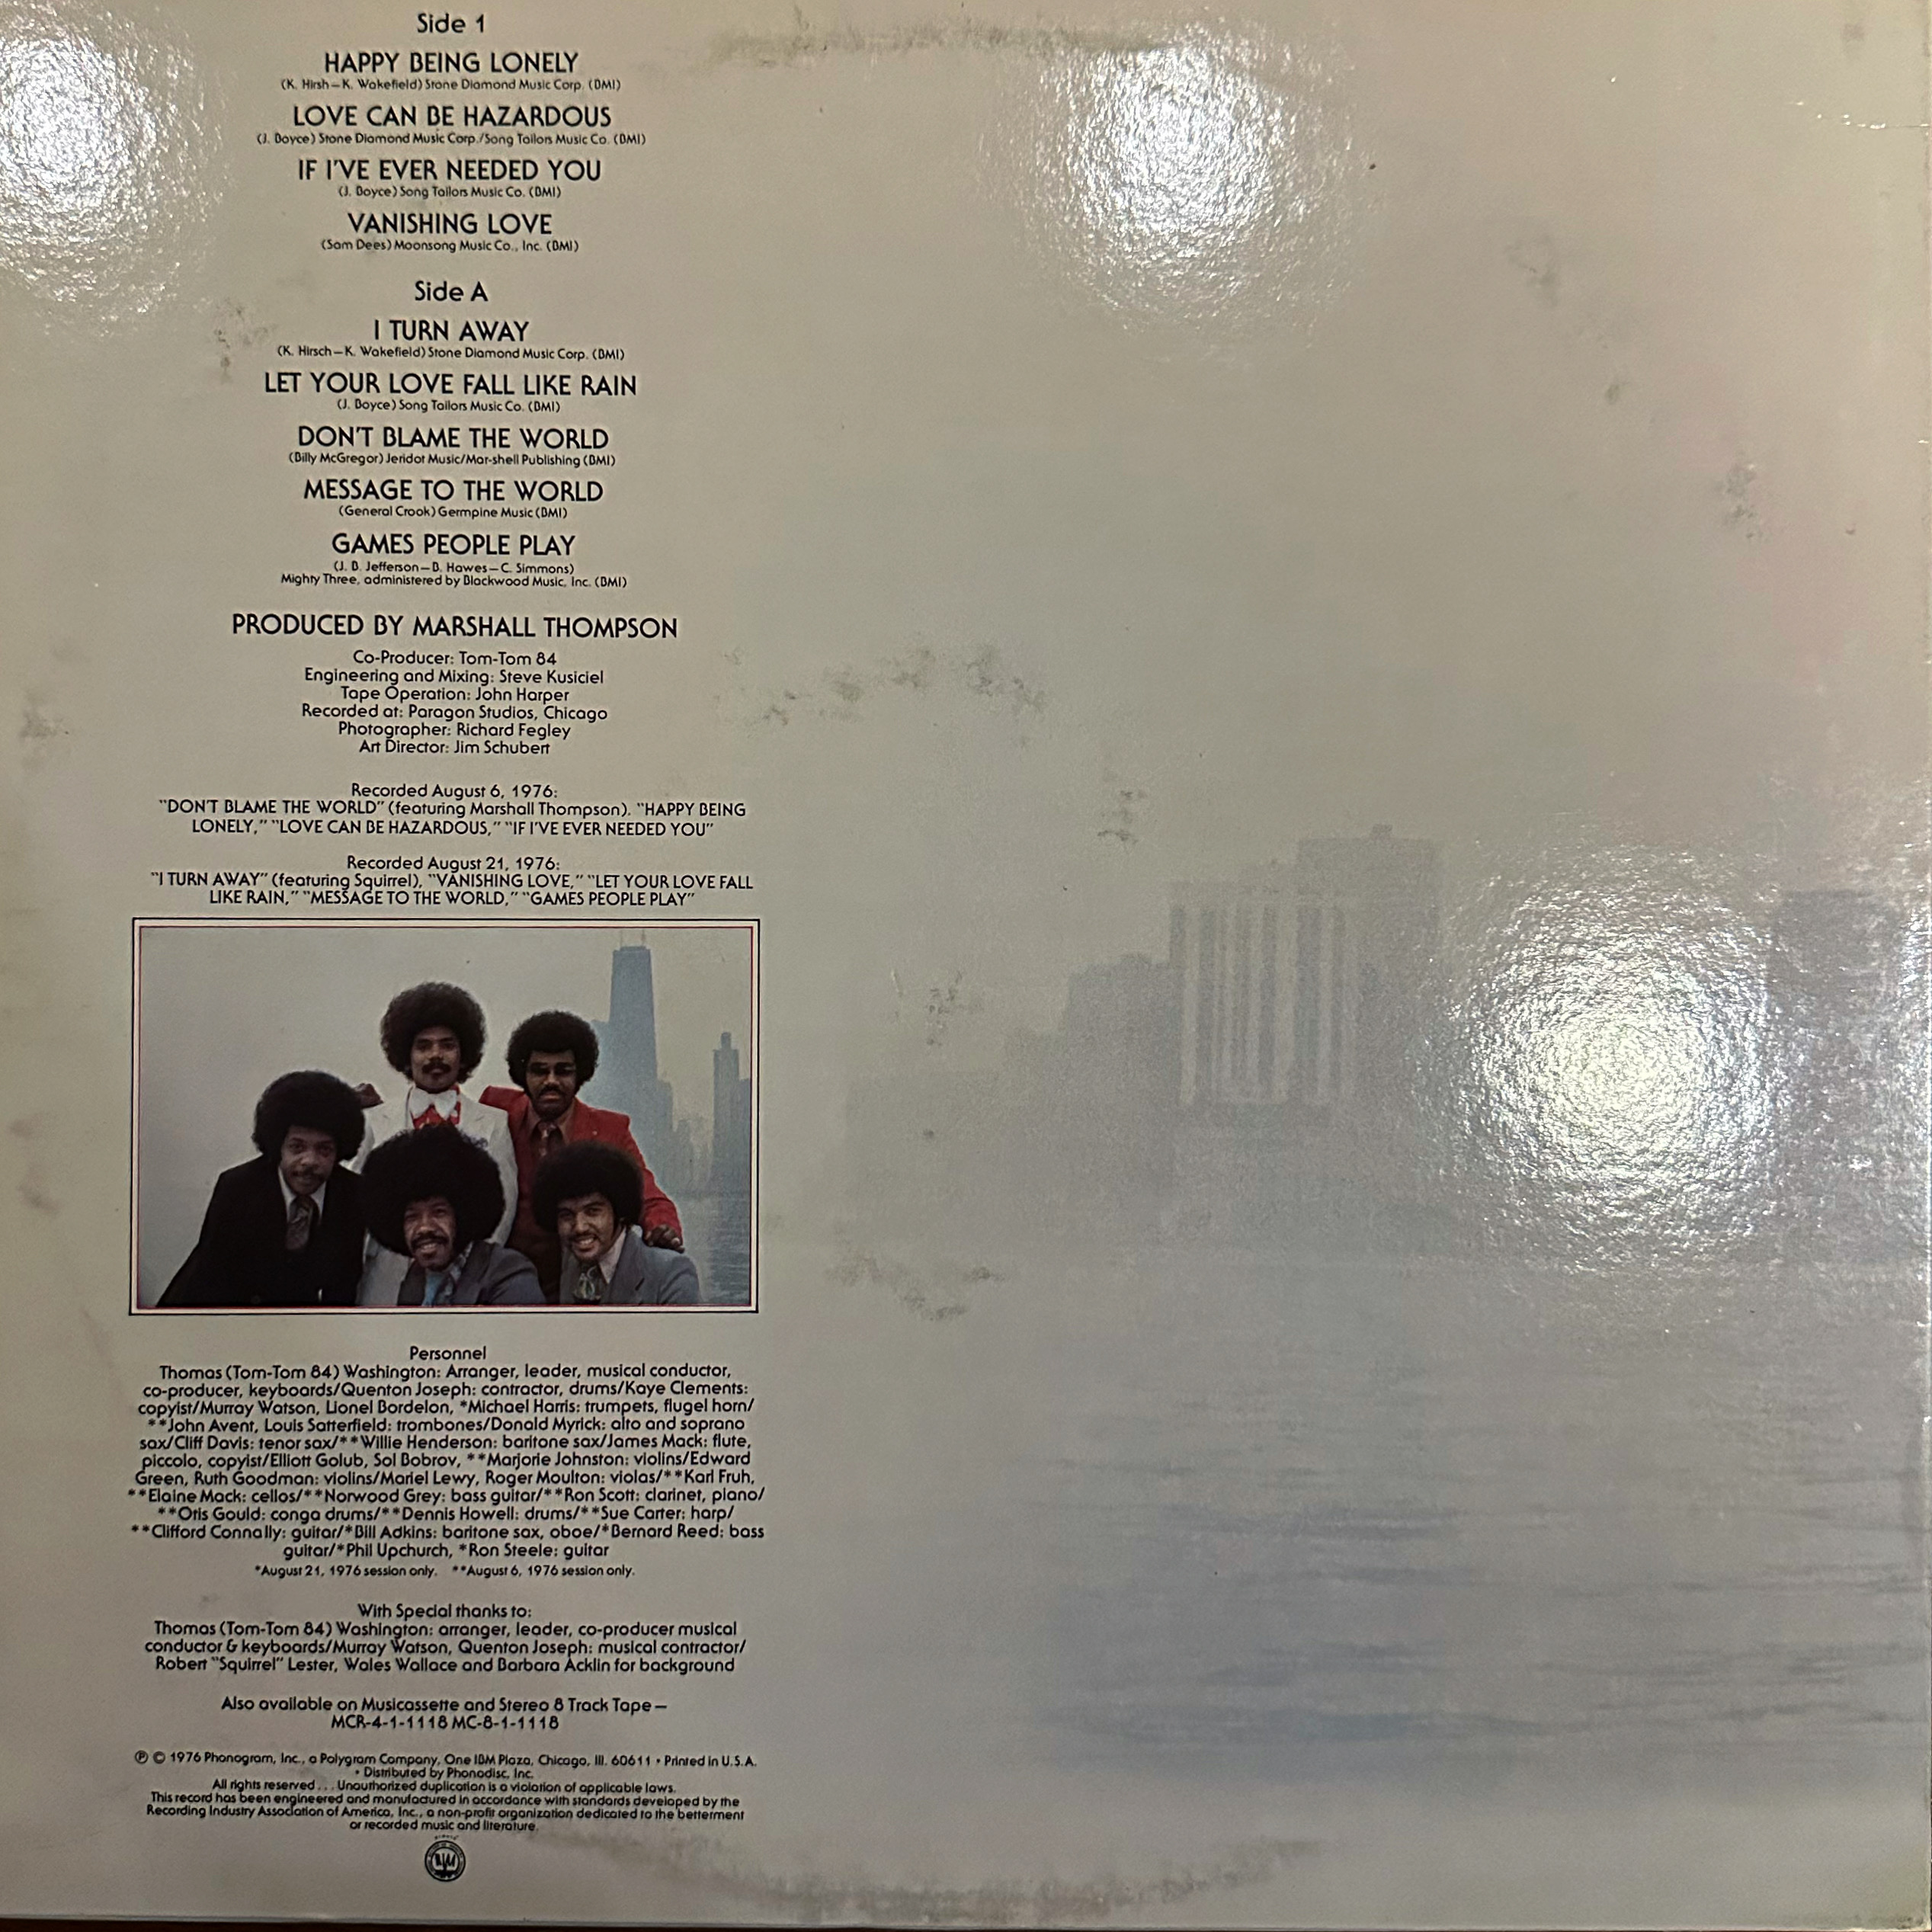 Side 1
HAPPY BEING LONELY
(K. Hirsh—K. Wakefield) Stone Diamond Music Corp. (BMI)
LOVE CAN BE HAZARDOUS
(J. Boyce) Stone Diamond Music Corp./Song Tailors Music Co. (BMI)
IF I'VE EVER NEEDED YOU
(J. Boyce) Song Tailors Music Co. (BMI)
VANISHING LOVE
(Sam Dees) Moonsong Music Co., Inc. (BMI)
Side A
I TURN AWAY
(K. Hirsch—K. Wakefield) Stone Diamond Music Corp. (BMI)
LET YOUR LOVE FALL LIKE RAIN
(J. Boyce) Song Tailors Music Co. (BMI)
DON'T BLAME THE WORLD
(Billy McGregor) Jeridot Music/Mar-shell Publishing (BMI)
MESSAGE TO THE WORLD
(General Crook) Germpine Music (BMI)
GAMES PEOPLE PLAY
(J. B. Jefferson—B. Hawes—C. Simmons)
Mighty Three, administered by Blackwood Music, Inc. (BMI)
PRODUCED BY MARSHALL THOMPSON
Co-Producer: Tom-Tom 84
Engineering and Mixing: Steve Kusiciel
Tape Operation: John Harper
Recorded at: Paragon Studios, Chicago
Photographer: Richard Fegley
Art Director: Jim Schubert
Recorded August 6, 1976:
"DON'T BLAME THE WORLD" (featuring Marshall Thompson). "HAPPY BEING
LONELY," "LOVE CAN BE HAZARDOUS," "IF I'VE EVER NEEDED YOU"
Recorded August 21, 1976:
"I TURN AWAY" (featuring Squirrel), "VANISHING LOVE," "LET YOUR LOVE FALL
LIKE RAIN," "MESSAGE TO THE WORLD," "GAMES PEOPLE PLAY"
Personnel
Thomas (Tom-Tom 84) Washington: Arranger, leader, musical conductor,
co-producer, keyboards/Quenton Joseph: contractor, drums/Kaye Clements:
copyist/Murray Watson, Lionel Bordelon, *Michael Harris: trumpets, flugel horn/
**John Avent, Louis Satterfield: trombones/Donald Myrick: alto and soprano
sax/Cliff Davis: tenor sax/**Willie Henderson: baritone sax/James Mack: flute,
piccolo, copyist/Elliott Golub, Sol Bobrov, **Marjorie Johnston: violins/Edward
Green, Ruth Goodman: violins/Mariel Lewy, Roger Moulton: violas/**Karl Fruh,
**Elaine Mack: cellos/**Norwood Grey: bass guitar/**Ron Scott: clarinet, piano/
**Otis Gould: conga drums/**Dennis Howell: drums/**Sue Carter: harp/
**Clifford Connally: guitar/*Bill Adkins: baritone sax, oboe/*Bernard Reed: bass
guitar/*Phil Upchurch, *Ron Steele: guitar
*August 21, 1976 session only. **August 6, 1976 session only.
With Special thanks to:
Thomas (Tom-Tom 84) Washington: arranger, leader, co-producer musical
conductor & keyboards/Murray Watson, Quenton Joseph: musical contractor/
Robert "Squirrel" Lester, Wales Wallace and Barbara Acklin for background
Also available on Musicassette and Stereo 8 Track Tape—
MCR-4-1-1118 MC-8-1-1118
℗ © 1976 Phonogram, Inc., a Polygram Company, One IBM Plaza, Chicago, Ill. 60611 • Printed in U.S.A.
• Distributed by Phonodisc, Inc.
All rights reserved . . . Unauthorized duplication is a violation of applicable laws.
This record has been engineered and manufactured in accordance with standards developed by the
Recording Industry Association of America, Inc., a non-profit organization dedicated to the betterment
or recorded music and literature.